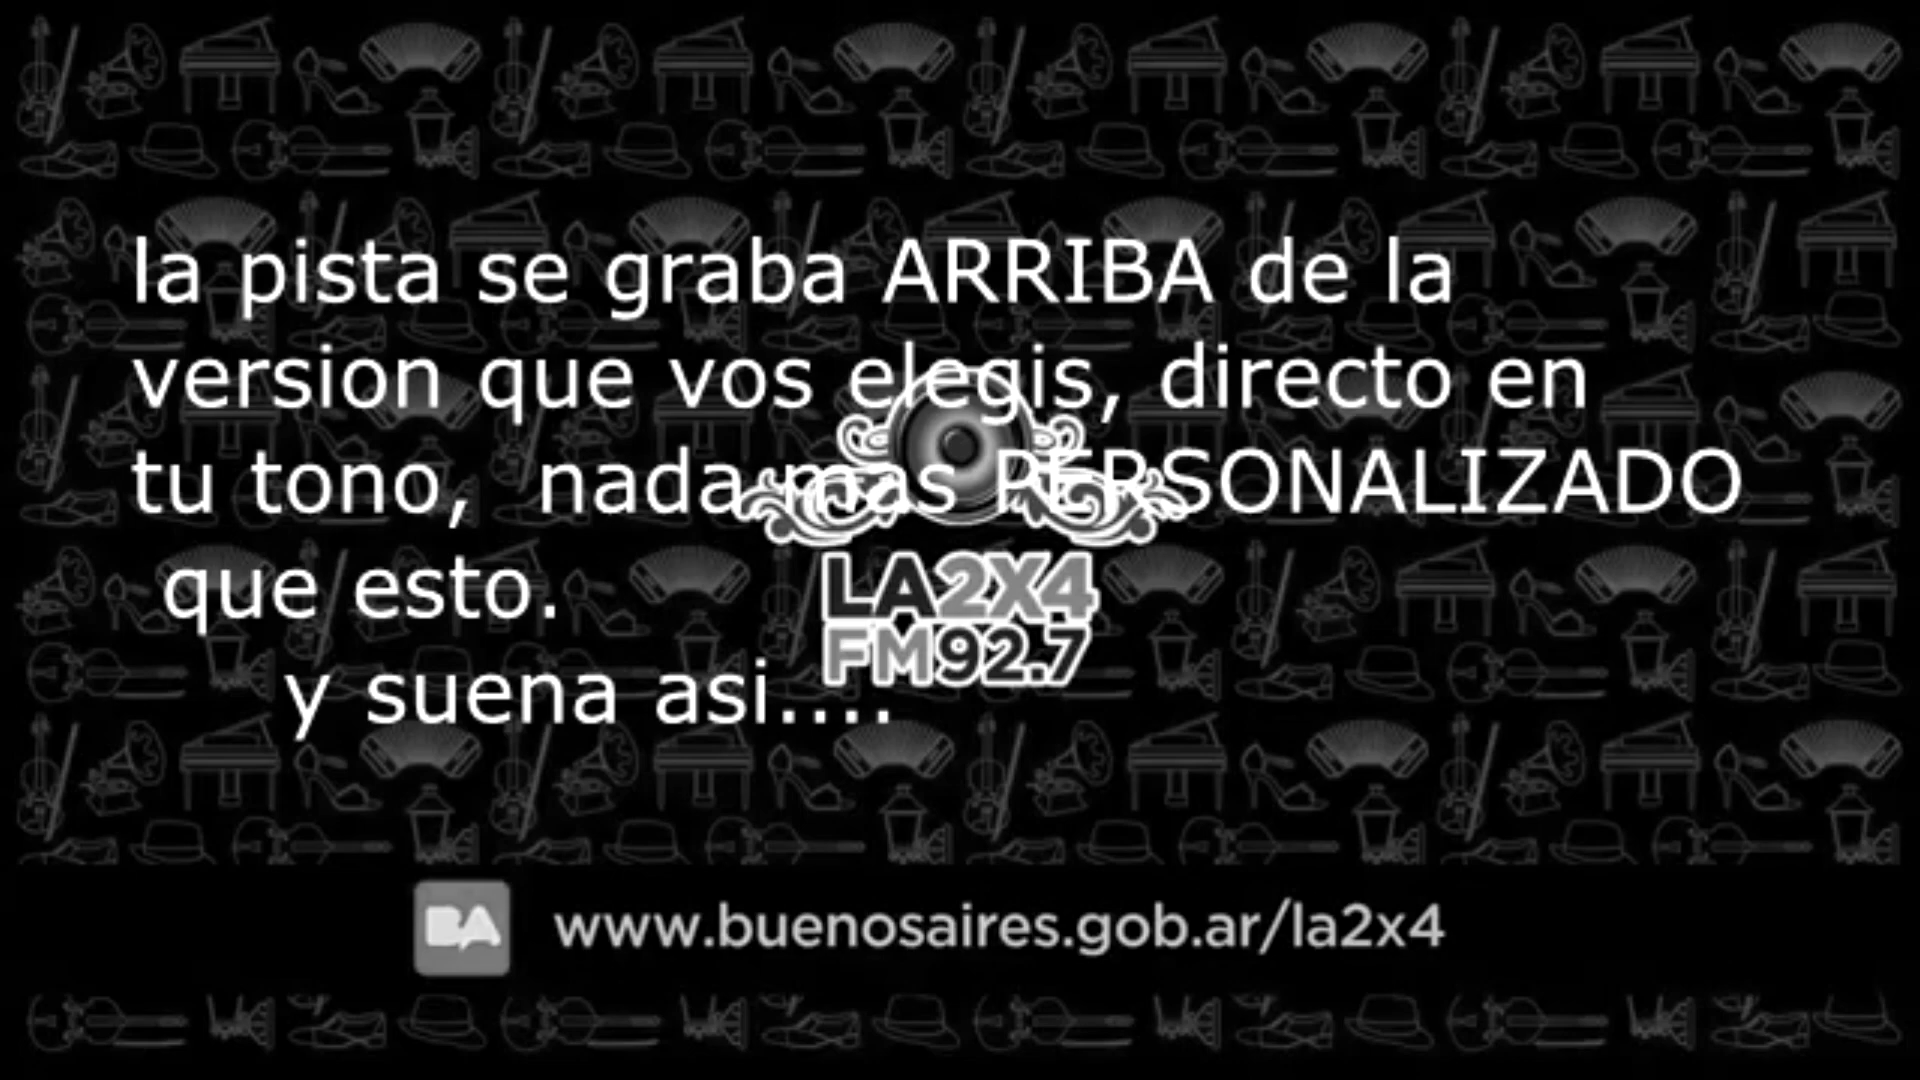 la pista se graba ARRIBA de la
version que vos elegis, directo en
tu tono,  nada mas PERSONALIZADO
que esto.
y suena asi....
LA2X4
FM92.7
BA www.buenosaires.gob.ar/la2x4